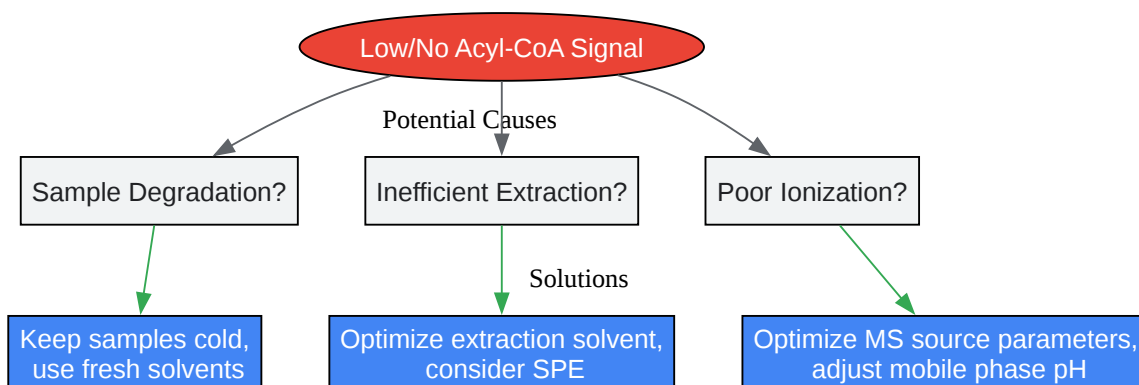 Low/No Acyl-CoA Signal
Potential Causes
Sample Degradation?
Inefficient Extraction?
Poor Ionization?
Solutions
Keep samples cold,
use fresh solvents
Optimize extraction solvent,
consider SPE
Optimize MS source parameters,
adjust mobile phase pH